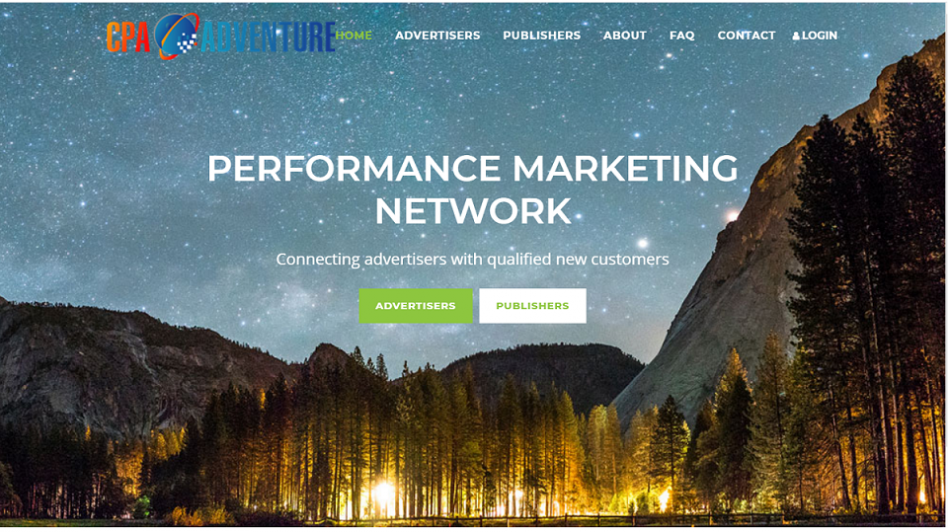 CPA ADVENTURE
HOME ADVERTISERS PUBLISHERS ABOUT FAQ CONTACT LOGIN
PERFORMANCE MARKETING
NETWORK
Connecting advertisers with qualified new customers
ADVERTISERS PUBLISHERS